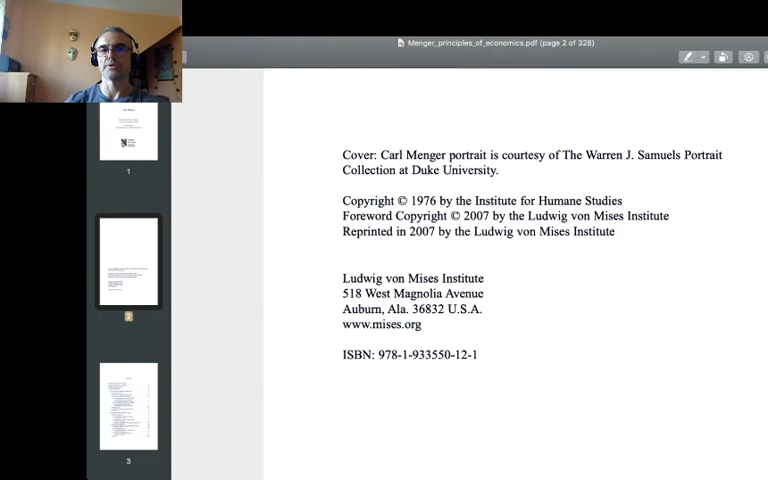 Menger_principles_of_economics.pdf (page 2 of 328)
Cover: Carl Menger portrait is courtesy of The Warren J. Samuels Portrait
Collection at Duke University.
Copyright © 1976 by the Institute for Humane Studies
Foreword Copyright © 2007 by the Ludwig von Mises Institute
Reprinted in 2007 by the Ludwig von Mises Institute
Ludwig von Mises Institute
518 West Magnolia Avenue
Auburn, Ala. 36832 U.S.A.
www.mises.org
ISBN: 978-1-933550-12-1
1
2
3